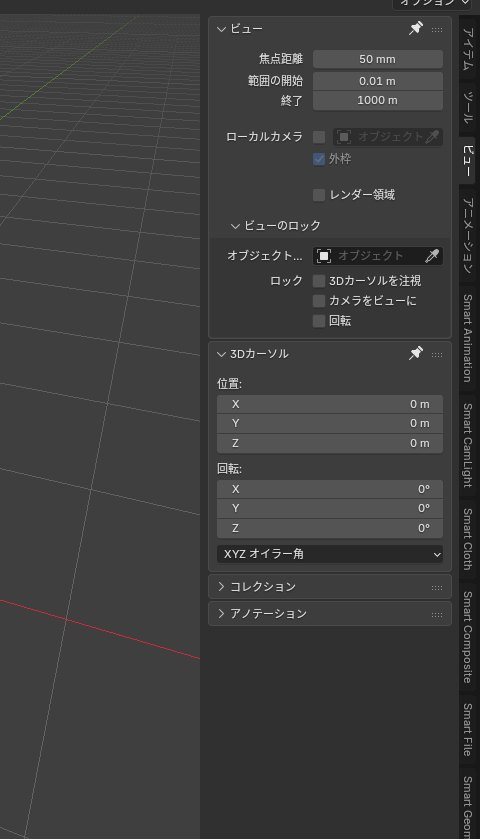 オプション
ビュー
焦点距離 50 mm
範囲の開始 0.01 m
終了 1000 m
ローカルカメラ オブジェクト
外枠
レンダー領域
ビューのロック
オブジェクト... オブジェクト
ロック 3Dカーソルを注視
カメラをビューに
回転
3Dカーソル
位置:
X 0 m
Y 0 m
Z 0 m
回転:
X 0°
Y 0°
Z 0°
XYZ オイラー角
コレクション
アノテーション
アイテム
ツール
ビュー
アニメーション
Smart Animation
Smart CamLight
Smart Cloth
Smart Composite
Smart File
Smart Geom